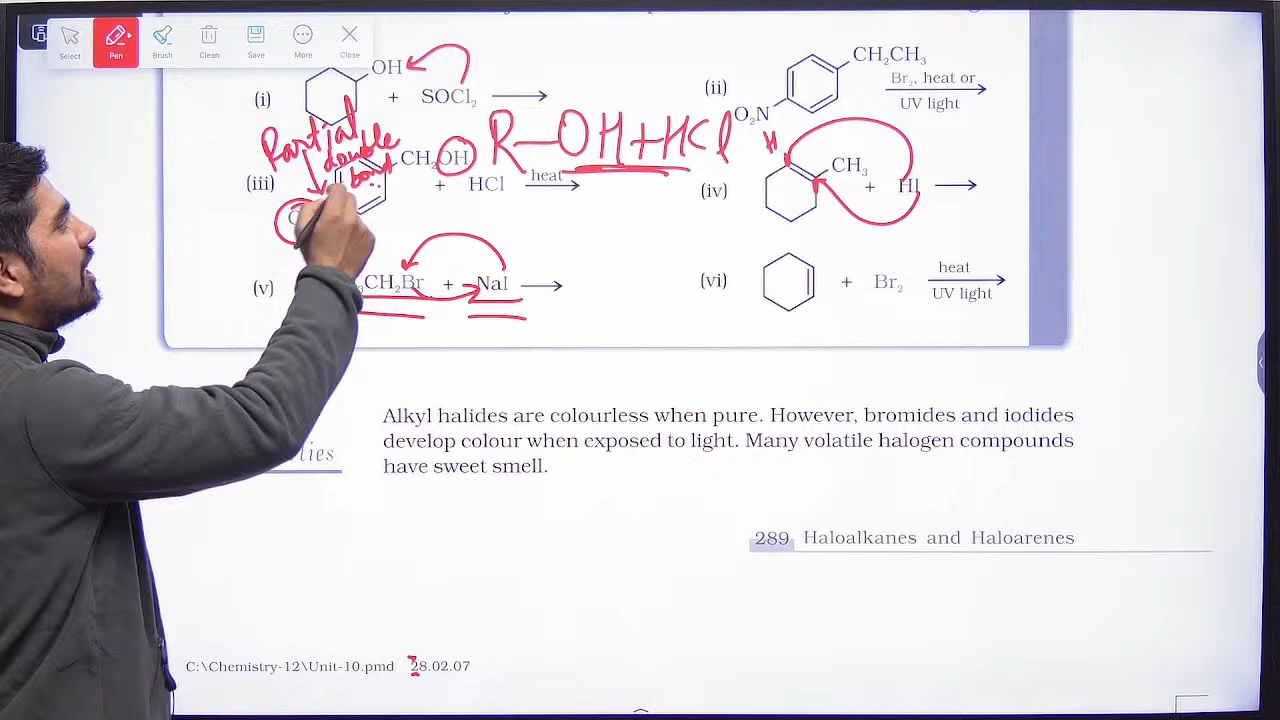 Select Pen Brush Clean Save More Close
(i) OH + SOCl₂ ⟶
(ii) CH₂CH₃ O₂N Br₂, heat or UV light
Partial double bond
R-OH+HCl
(iii) CH₂OH + HCl heat
H
(iv) CH₃ + HI ⟶
(v) CH₂Br + NaI ⟶
(vi) + Br₂ heat UV light
Alkyl halides are colourless when pure. However, bromides and iodides
develop colour when exposed to light. Many volatile halogen compounds
have sweet smell.
289 Haloalkanes and Haloarenes
C:\Chemistry-12\Unit-10.pmd 28.02.07